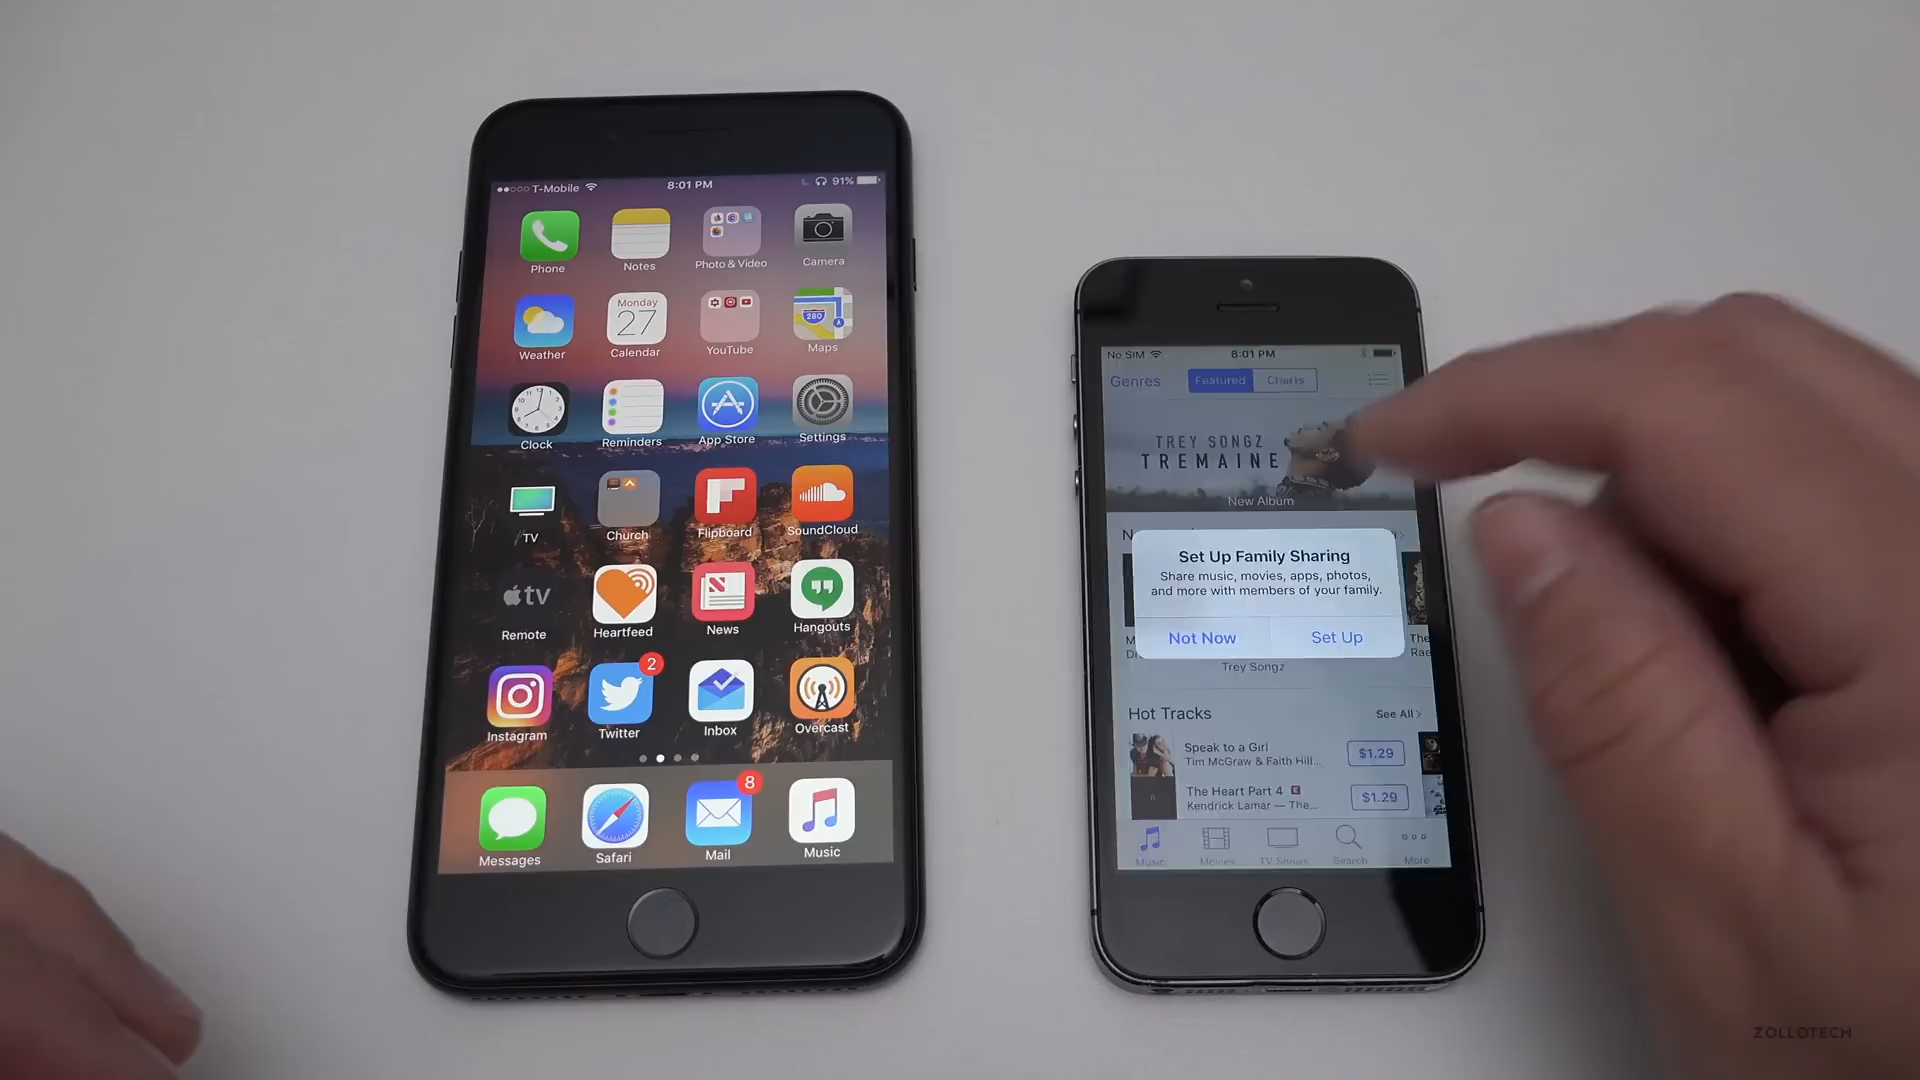 T-Mobile
8:01 PM
91%
Phone
Notes
Photo & Video
Camera
Monday
27
280
Weather
Calendar
YouTube
Maps
Clock
Reminders
App Store
Settings
TV
Church
Flipboard
SoundCloud
tv
Remote
Heartfeed
News
Hangouts
2
Instagram
Twitter
Inbox
Overcast
8
Messages
Safari
Mail
Music
No SIM
8:01 PM
Genres
Featured
Charts
TREY SONGZ
TREMAINE
New Album
Set Up Family Sharing
Share music, movies, apps, photos,
and more with members of your family.
Not Now
Set Up
The
Rae
Trey Songz
Hot Tracks
See All >
Speak to a Girl
Tim McGraw & Faith Hill...
$1.29
The Heart Part 4 E
Kendrick Lamar — The...
$1.29
Music
Movies
TV Shows
Search
More
ZOLLOTECH